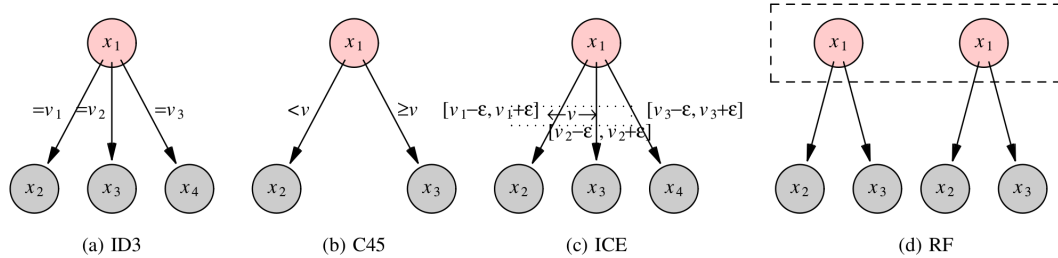 x1 x1 x1 x1 x1
=v1 =v2 =v3 <v ≥v [v1−ε, v1+ε] ←v→ [v3−ε, v3+ε]
[v2−ε, v2+ε]
x2 x3 x4 x2 x3 x2 x3 x4 x2 x3 x2 x3
(a) ID3 (b) C45 (c) ICE (d) RF